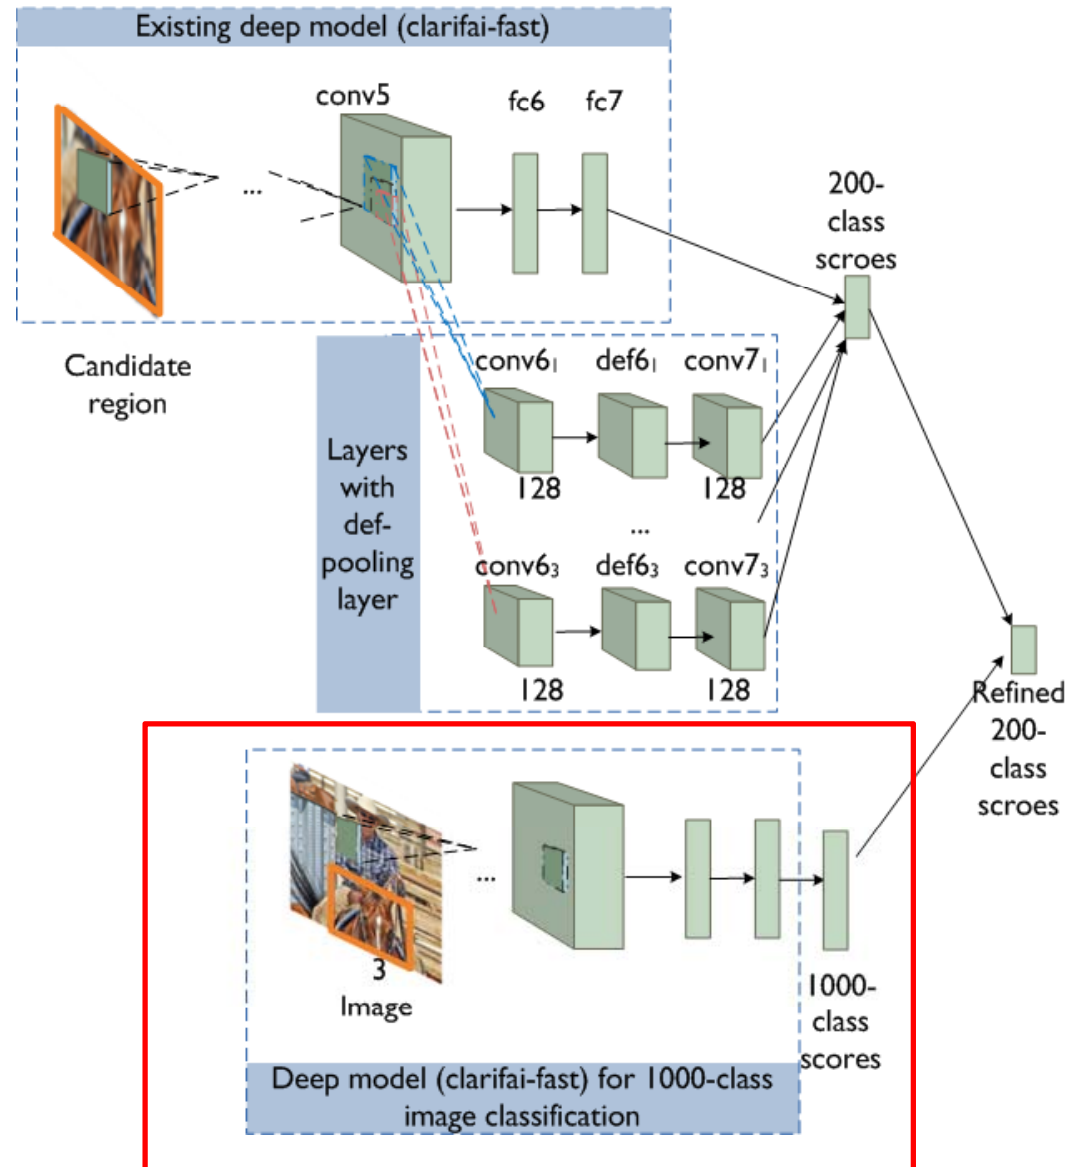 Existing deep model (clarifai-fast)
conv5
fc6
fc7
...
200-
class
scroes
Candidate
region
Layers
with
def-
pooling
layer
conv6₁
def6₁
conv7₁
128
128
...
conv6₃
def6₃
conv7₃
128
128
Refined
200-
class
scroes
...
3
Image
1000-
class
scores
Deep model (clarifai-fast) for 1000-class
image classification